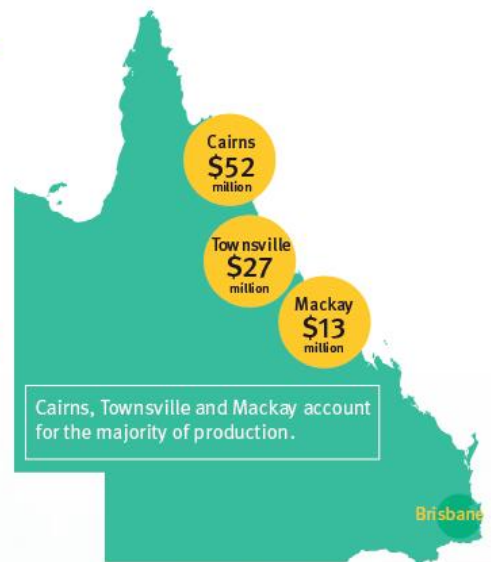 Cairns
$52
million
Townsville
$27
million
Mackay
$13
million
Cairns, Townsville and Mackay account
for the majority of production.
Brisbane